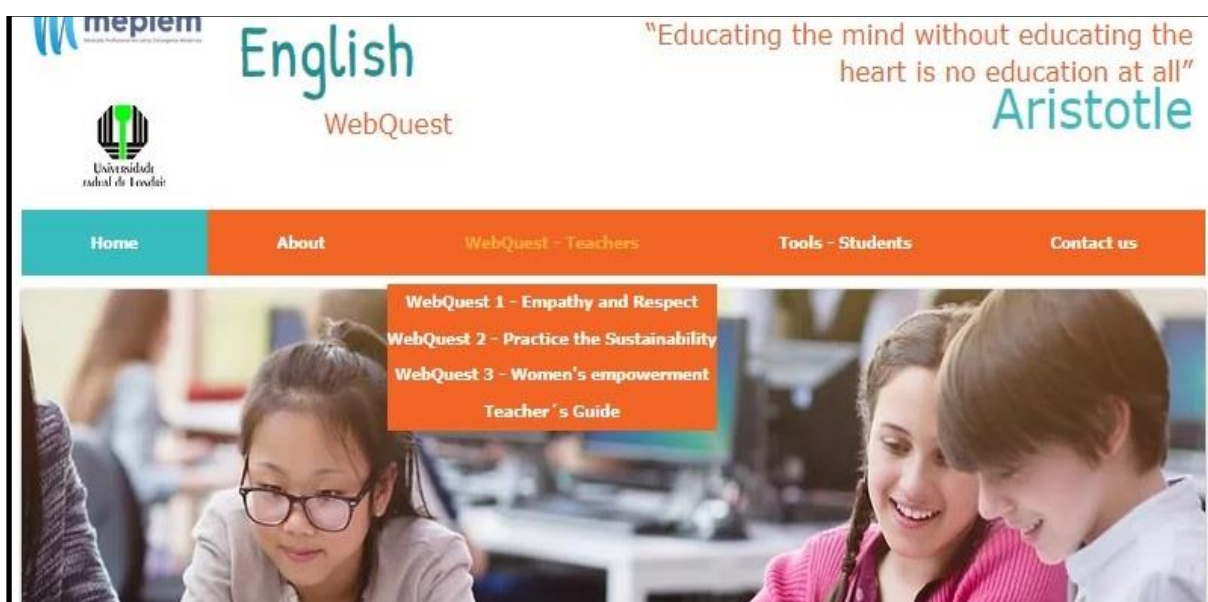 meplem
English
WebQuest
"Educating the mind without educating the
heart is no education at all"
Aristotle
Universidade
Home
About
WebQuest - Teachers
Tools - Students
Contact us
WebQuest 1 - Empathy and Respect
WebQuest 2 - Practice the Sustainability
WebQuest 3 - Women's empowerment
Teacher´s Guide